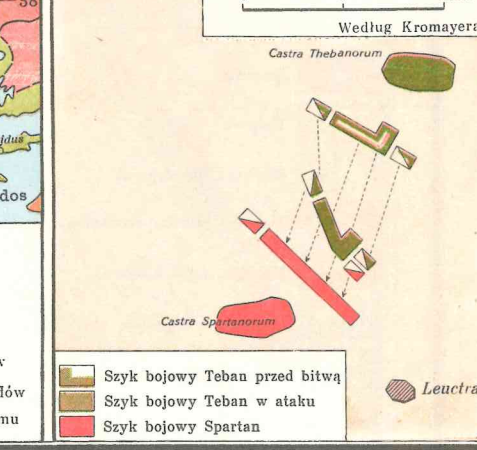 38
Według Kromayera
Castra Thebanorum
dos
Castra Spartanorum
Szyk bojowy Teban przed bitwą
Szyk bojowy Teban w ataku
Szyk bojowy Spartan
Leuctra
mu